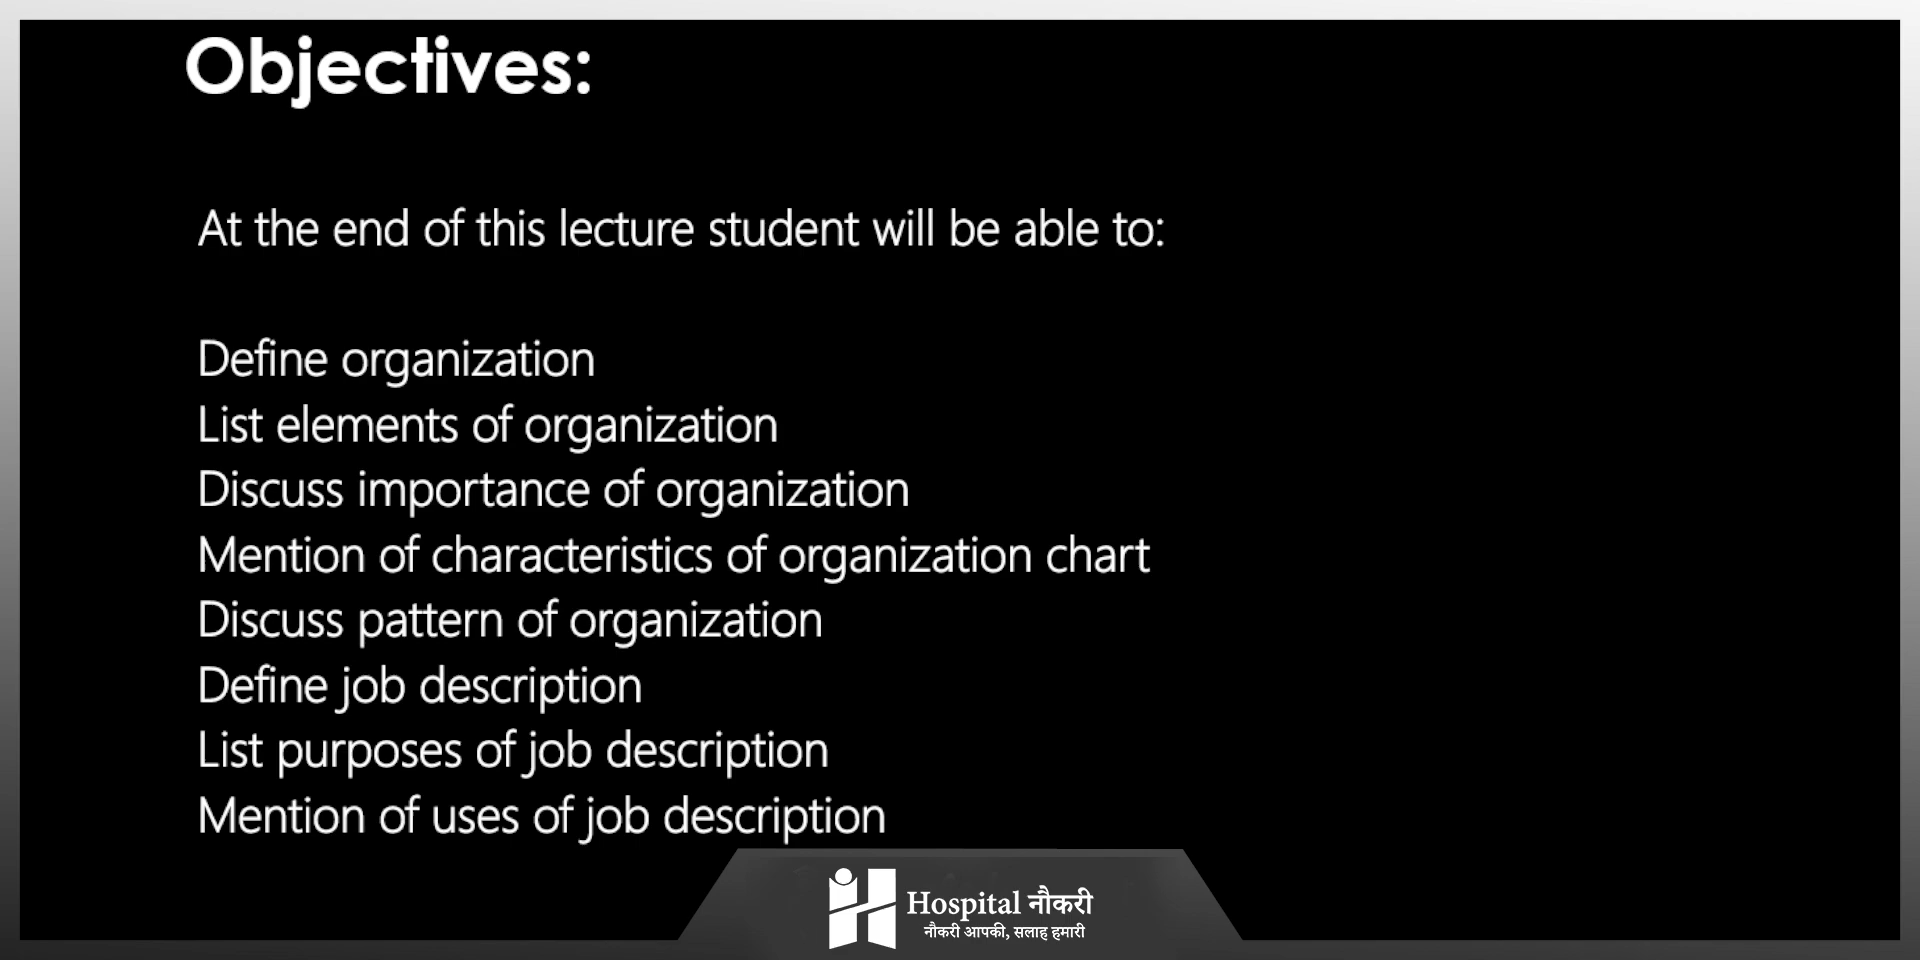 Objectives:
At the end of this lecture student will be able to:
Define organization
List elements of organization
Discuss importance of organization
Mention of characteristics of organization chart
Discuss pattern of organization
Define job description
List purposes of job description
Mention of uses of job description
Hospital नौकरी
नौकरी आपकी, सलाह हमारी